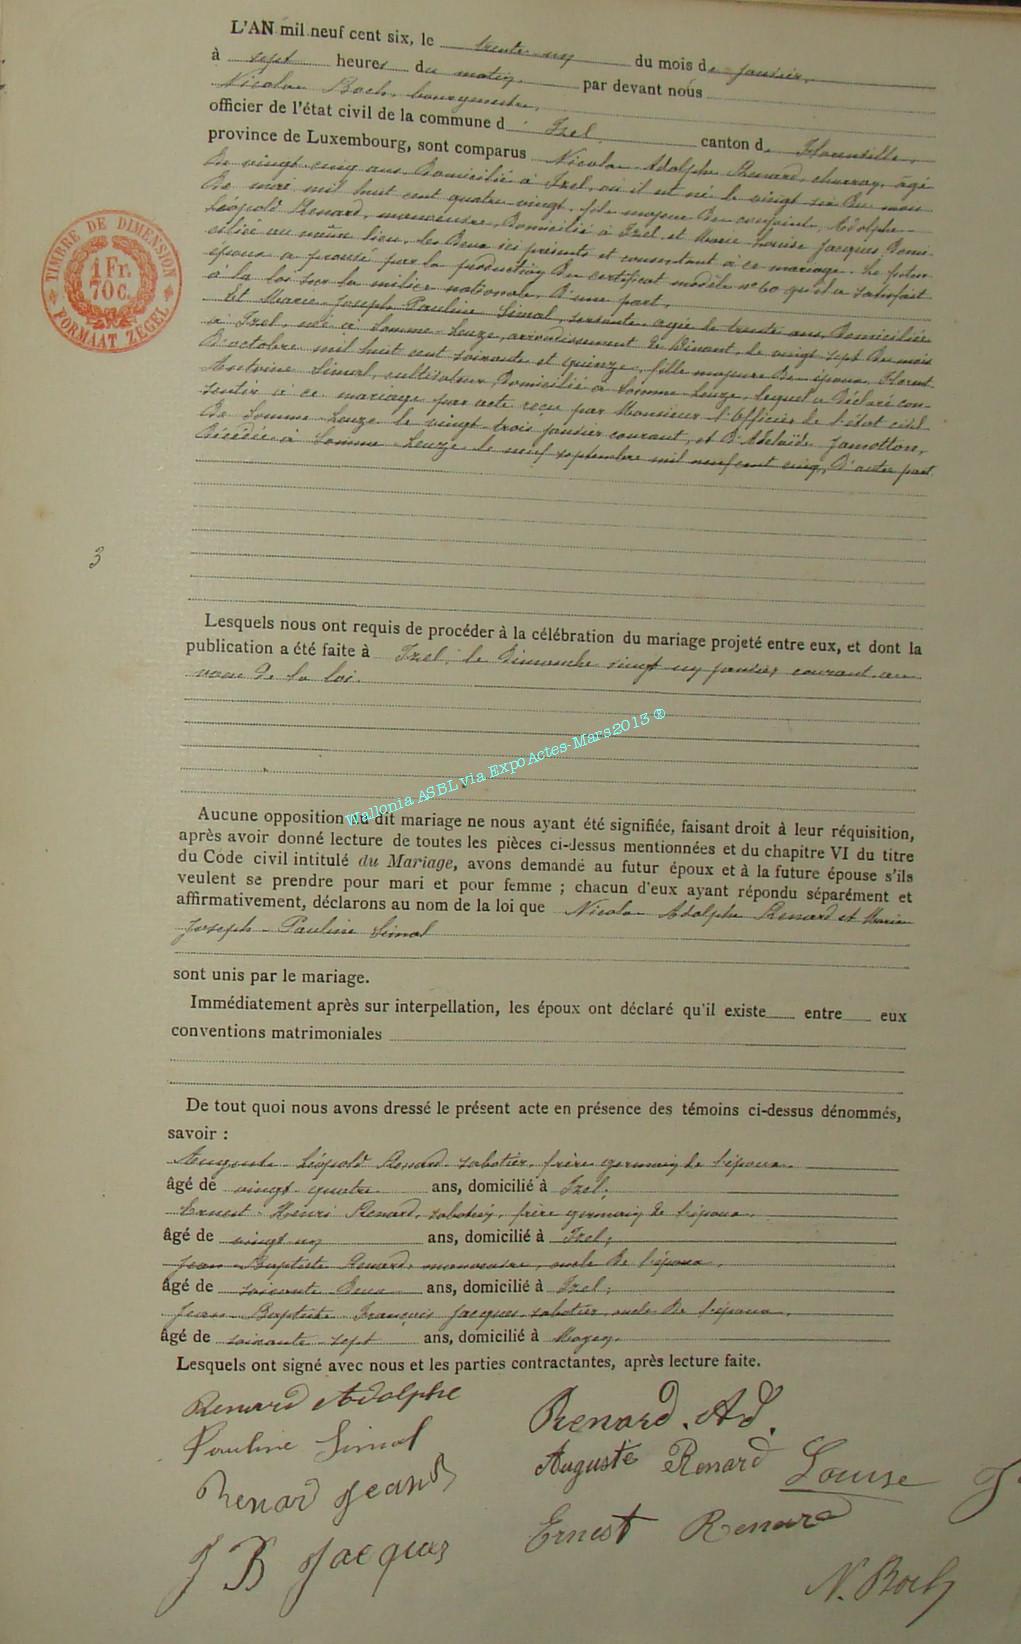 L'AN mil neuf cent six, le trente un du mois de janvier,
à sept heures du matin par devant nous
Nicolas Boch, bourgmestre,
officier de l'état civil de la commune d Izel canton de Florenville,
province de Luxembourg, sont comparus Nicolas Adolphe Renard, charron, âgé
de vingt-cinq ans domicilié à Izel, où il est né le vingt six du mois
de mars mil huit cent quatre vingt, fils majeur des conjoints Adolphe
Léopold Renard, manoeuvre, domicilié à Izel et Marie Louise Jacques, domi-
ciliée au même lieu, les deux ici présents et consentant à ce mariage. Le futur
époux a prouvé par la production du certificat modèle no 60 qu'il a satisfait
à la loi sur la milice nationale, d'une part,
Et Marie Joseph Pauline Simal, servante, agée de trente ans, domiciliée
à Izel, née à Somme-Leuze, arrondissement de Dinant, le vingt sept du mois
d'octobre mil huit cent soixante et quinze, fille majeure des époux Florent
Antoine Simal, cultivateur, domicilié à Somme-Leuze, lequel a déclaré con-
sentir à ce mariage par acte reçu par Monsieur l'Officier de l'état civil
de Somme-Leuze le vingt-trois janvier courant, et d'Adelaïde Jamotton,
décédée à Somme-Leuze le neuf septembre mil neuf cent cinq, d'autre part
TIMBRE DE DIMENSION
1 Fr.
70 c.
FORMAAT ZEGEL
3
Lesquels nous ont requis de procéder à la célébration du mariage projeté entre eux, et dont la
publication a été faite à Izel, le dimanche vingt un janvier courant, au
voeu de la loi.
Wallonia ASBL via ExpoActes-Mars2013 ®
Aucune opposition au dit mariage ne nous ayant été signifiée, faisant droit à leur réquisition,
après avoir donné lecture de toutes les pièces ci-dessus mentionnées et du chapitre VI du titre
du Code civil intitulé du Mariage, avons demandé au futur époux et à la future épouse s'ils
veulent se prendre pour mari et pour femme ; chacun d'eux ayant répondu séparément et
affirmativement, déclarons au nom de la loi que Nicolas Adolphe Renard et Marie
Joseph Pauline Simal
sont unis par le mariage.
Immédiatement après sur interpellation, les époux ont déclaré qu'il existe entre eux
conventions matrimoniales
De tout quoi nous avons dressé le présent acte en présence des témoins ci-dessus dénommés,
savoir :
Auguste Léopold Renard, sabotier, frère germain de l'époux
âgé de vingt quatre ans, domicilié à Izel;
Ernest Henri Renard, sabotier, frère germain de l'époux,
âgé de vingt un ans, domicilié à Izel;
Jean Baptiste Renard, manoeuvre, oncle de l'époux,
âgé de soixante deux ans, domicilié à Izel;
Jean Baptiste François Jacques, sabotier, oncle de l'époux,
âgé de soixante-sept ans, domicilié à Moyen.
Lesquels ont signé avec nous et les parties contractantes, après lecture faite.
Renard Adolphe
Renard. Ad.
Pauline Simal
Auguste Renard
Louise J
Renard Jean B
Ernest Renard
J B Jacques
N. Boch